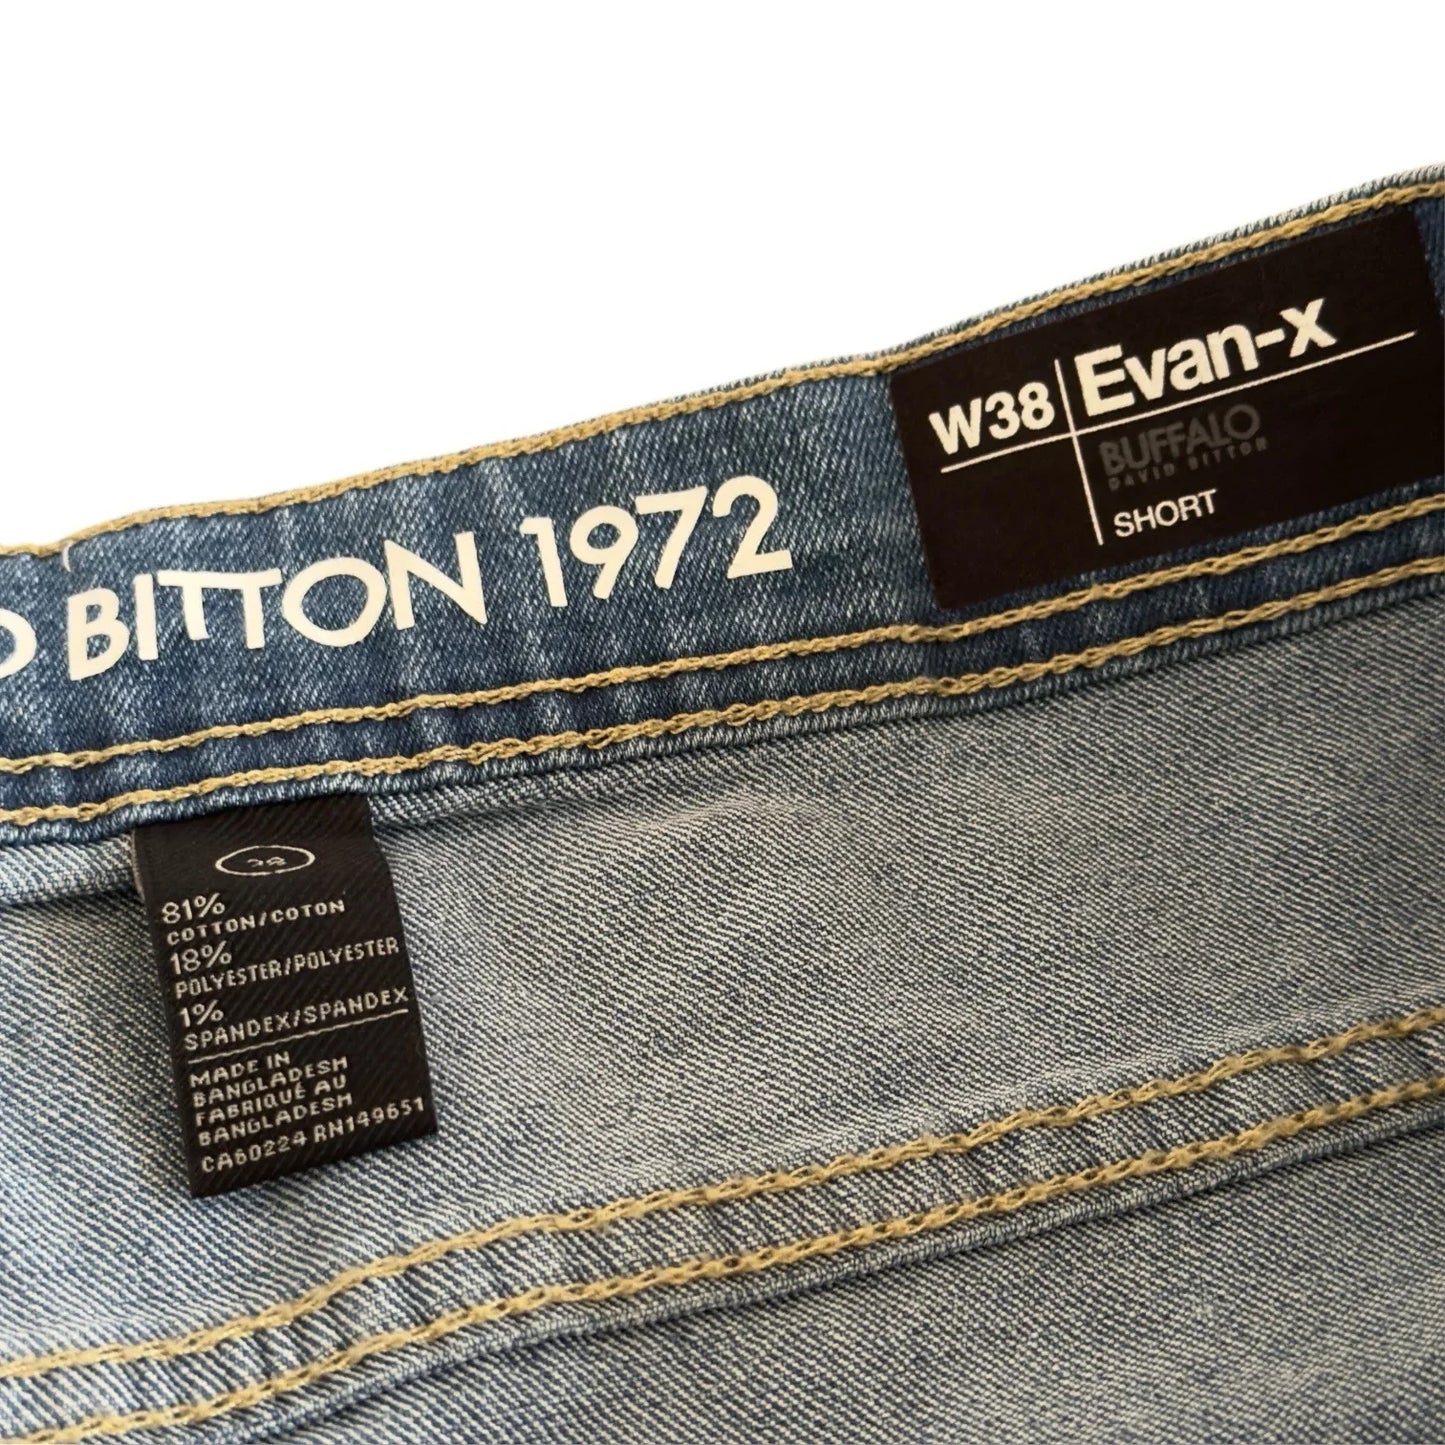 BITTON 1972
W38 Evan-x
BUFFALO
DAVID BITTON
SHORT
38
81%
COTTON/COTON
18%
POLYESTER/POLYESTER
1%
SPANDEX/SPANDEX
MADE IN
BANGLADESH
FABRIQUÉ AU
BANGLADESH
CA60224 RN149651